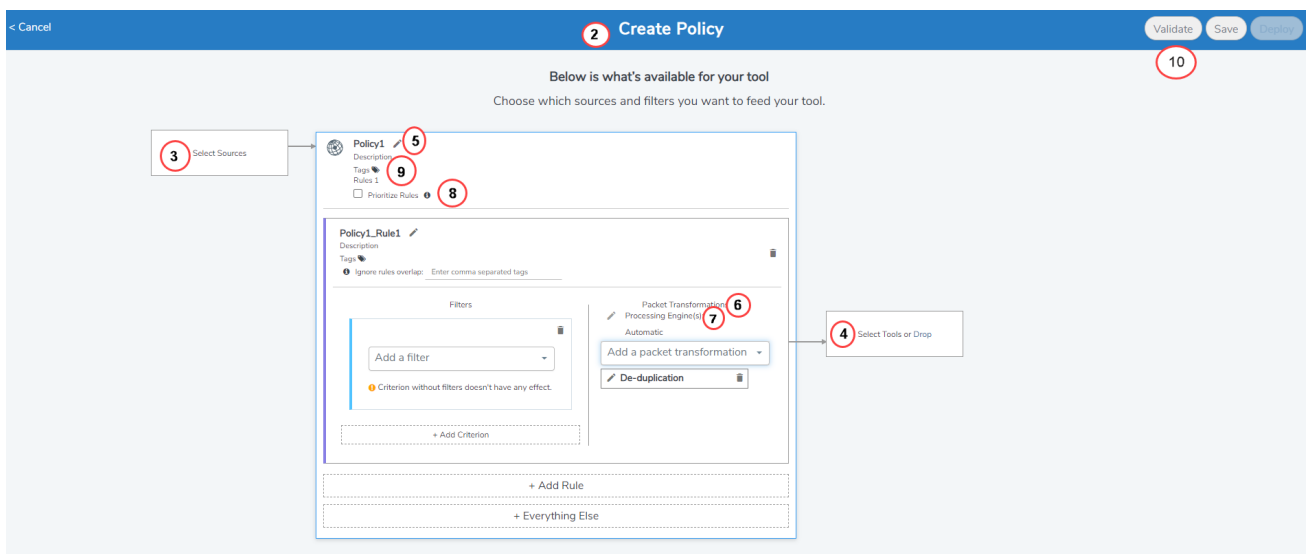 < Cancel
2 Create Policy
Validate Save Deploy
10
Below is what's available for your tool
Choose which sources and filters you want to feed your tool.
3 Select Sources
Policy1 5
Description
Tags 9
Rules 1
Prioritize Rules 8
Policy1_Rule1
Description
Tags
Ignore rules overlap: Enter comma separated tags
Filters
Add a filter
Criterion without filters doesn't have any effect.
+ Add Criterion
Packet Transformations 6
Processing Engine(s) 7
Automatic
Add a packet transformation
De-duplication
4 Select Tools or Drop
+ Add Rule
+ Everything Else